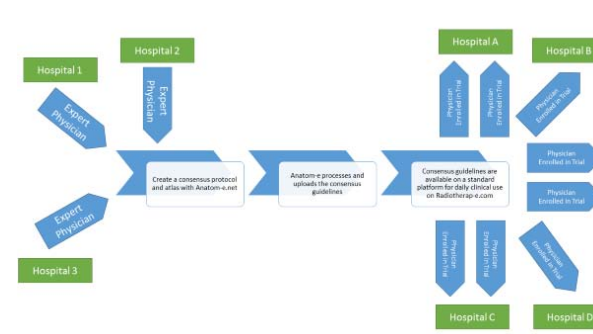 Hospital 1
Hospital 2
Hospital A
Hospital B
Expert
Physician
Expert
Physician
Physician
Enrolled in Trial
Physician
Enrolled in Trial
Physician
Enrolled in Trial
Create a consensus protocol
and atlas with Anatom-e.net
Anatom-e processes and
uploads the consensus
guidelines
Consensus guidelines are
available on a standard
platform for daily clinical use
on Radiotherap-e.com
Physician
Enrolled in Trial
Physician
Enrolled in Trial
Expert
Physician
Hospital 3
Physician
Enrolled in Trial
Physician
Enrolled in Trial
Physician
Enrolled in Trial
Hospital C
Hospital D